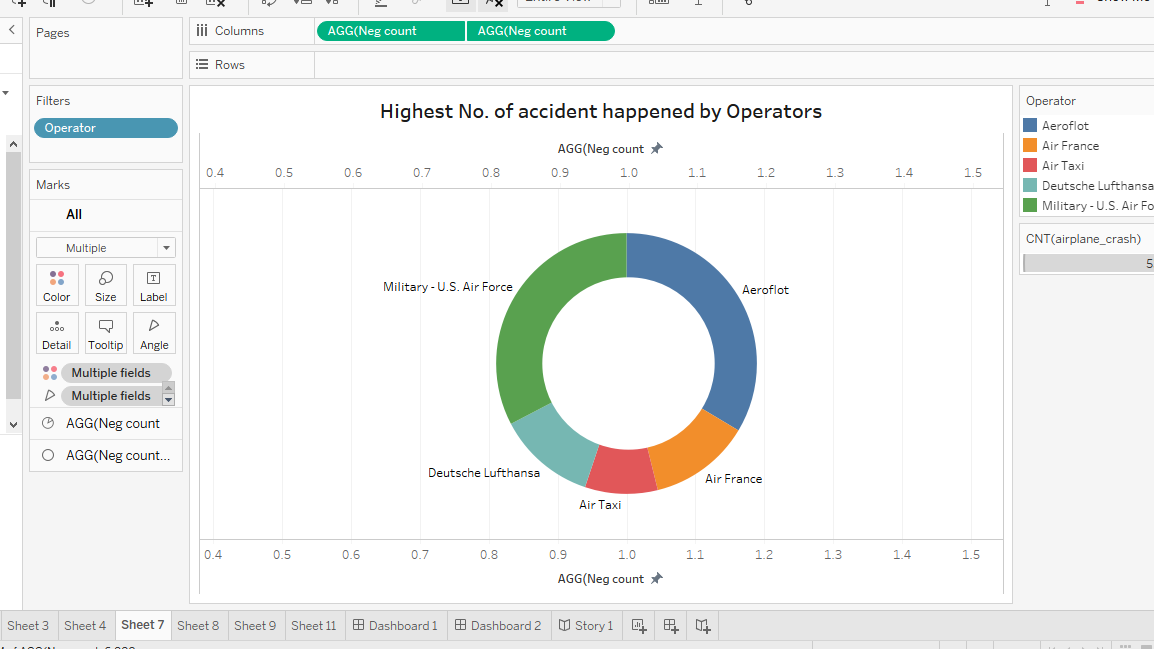 Pages
Columns
AGG(Neg count
AGG(Neg count
Rows
Filters
Operator
Marks
All
Multiple
Color
Size
Label
Detail
Tooltip
Angle
Multiple fields
Multiple fields
AGG(Neg count
AGG(Neg count...
Highest No. of accident happened by Operators
AGG(Neg count
0.4 0.5 0.6 0.7 0.8 0.9 1.0 1.1 1.2 1.3 1.4 1.5
Military - U.S. Air Force
Aeroflot
Deutsche Lufthansa
Air France
Air Taxi
0.4 0.5 0.6 0.7 0.8 0.9 1.0 1.1 1.2 1.3 1.4 1.5
AGG(Neg count
Operator
Aeroflot
Air France
Air Taxi
Deutsche Lufthansa
Military - U.S. Air Fo
CNT(airplane_crash)
5
Sheet 3
Sheet 4
Sheet 7
Sheet 8
Sheet 9
Sheet 11
Dashboard 1
Dashboard 2
Story 1